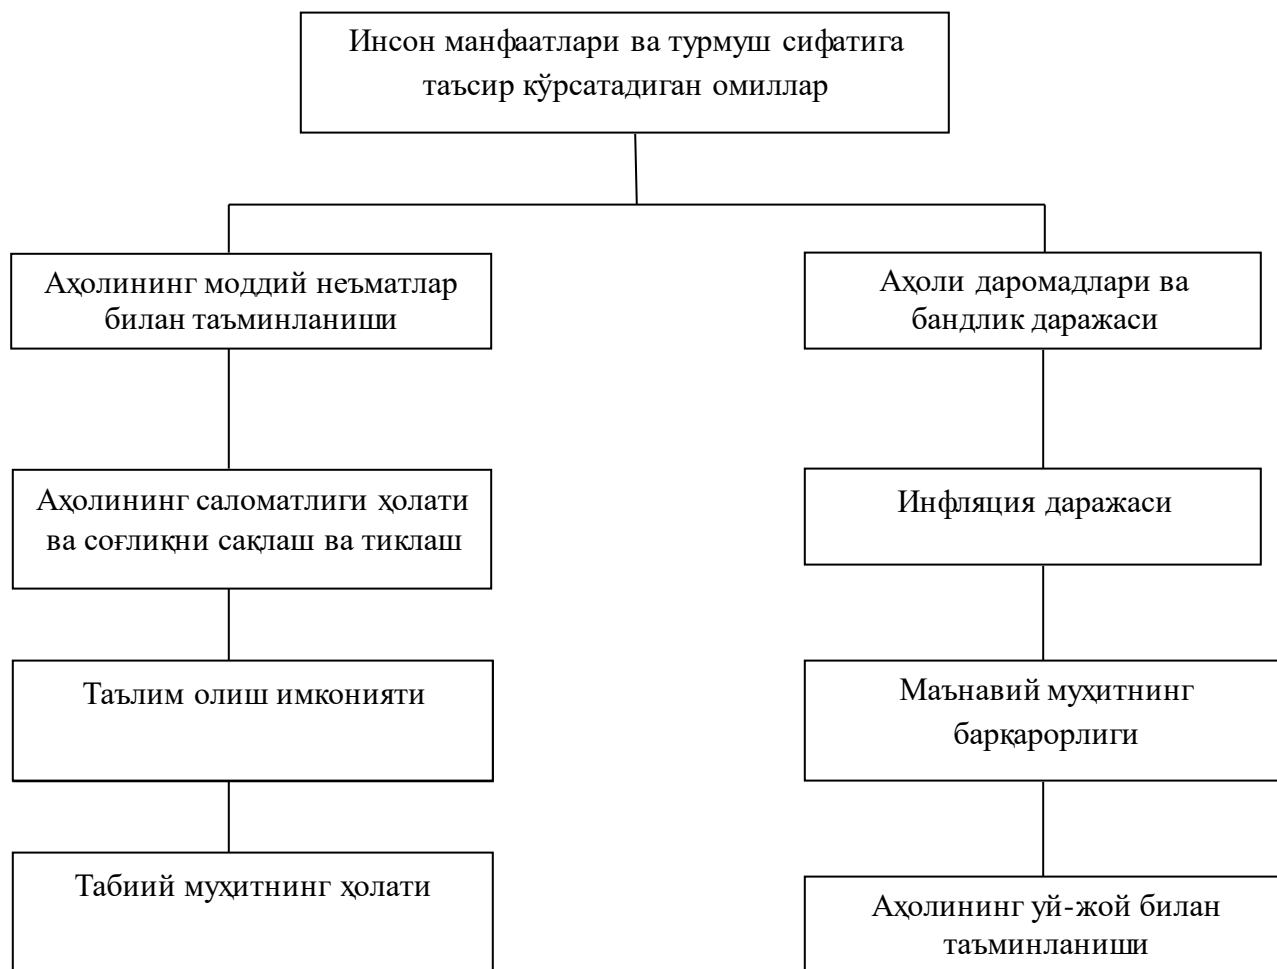 Инсон манфаатлари ва турмуш сифатига
таъсир кўрсатадиган омиллар
Аҳолининг моддий неъматлар
билан таъминланиши
Аҳоли даромадлари ва
бандлик даражаси
Аҳолининг саломатлиги ҳолати
ва соғлиқни сақлаш ва тиклаш
Инфляция даражаси
Таълим олиш имконияти
Маънавий муҳитнинг
барқарорлиги
Табиий муҳитнинг ҳолати
Аҳолининг уй-жой билан
таъминланиши